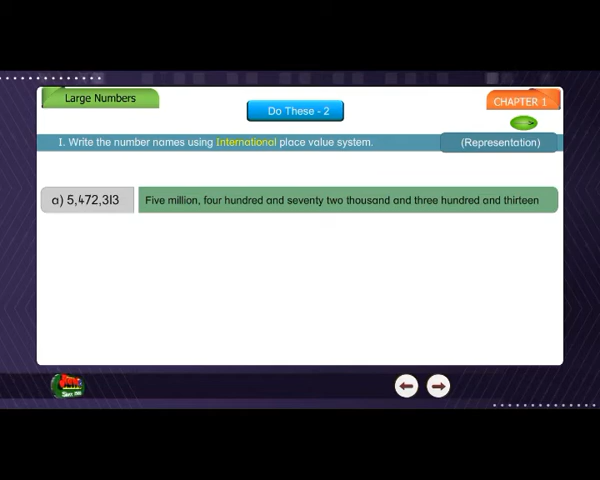 Large Numbers
Do These - 2
CHAPTER 1
I. Write the number names using International place value system.
(Representation)
a) 5,472,313
Five million, four hundred and seventy two thousand and three hundred and thirteen